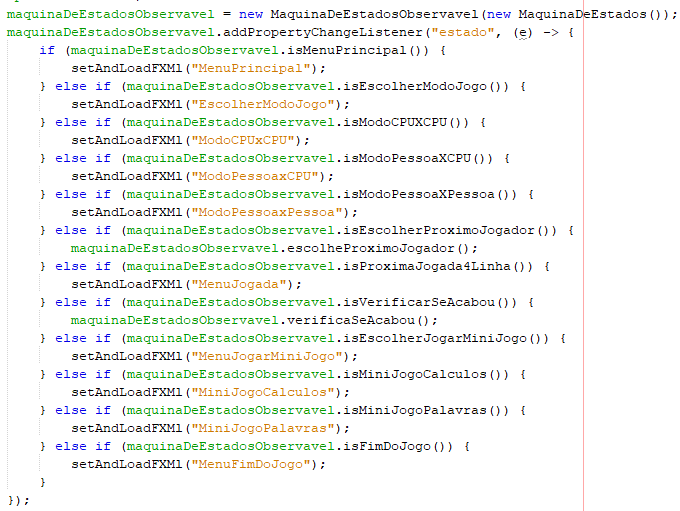 maquinaDeEstadosObservavel = new MaquinaDeEstadosObservavel(new MaquinaDeEstados());
maquinaDeEstadosObservavel.addPropertyChangeListener("estado", (e) -> {
    if (maquinaDeEstadosObservavel.isMenuPrincipal()) {
        setAndLoadFXMl("MenuPrincipal");
    } else if (maquinaDeEstadosObservavel.isEscolherModoJogo()) {
        setAndLoadFXMl("EscolherModoJogo");
    } else if (maquinaDeEstadosObservavel.isModoCPUXCPU()) {
        setAndLoadFXMl("ModoCPUxCPU");
    } else if (maquinaDeEstadosObservavel.isModoPessoaXCPU()) {
        setAndLoadFXMl("ModoPessoaxCPU");
    } else if (maquinaDeEstadosObservavel.isModoPessoaXPessoa()) {
        setAndLoadFXMl("ModoPessoaxPessoa");
    } else if (maquinaDeEstadosObservavel.isEscolherProximoJogador()) {
        maquinaDeEstadosObservavel.escolheProximoJogador();
    } else if (maquinaDeEstadosObservavel.isProximaJogada4Linha()) {
        setAndLoadFXMl("MenuJogada");
    } else if (maquinaDeEstadosObservavel.isVerificarSeAcabou()) {
        maquinaDeEstadosObservavel.verificaSeAcabou();
    } else if (maquinaDeEstadosObservavel.isEscolherJogarMiniJogo()) {
        setAndLoadFXMl("MenuJogarMiniJogo");
    } else if (maquinaDeEstadosObservavel.isMiniJogoCalculos()) {
        setAndLoadFXMl("MiniJogoCalculos");
    } else if (maquinaDeEstadosObservavel.isMiniJogoPalavras()) {
        setAndLoadFXMl("MiniJogoPalavras");
    } else if (maquinaDeEstadosObservavel.isFimDoJogo()) {
        setAndLoadFXMl("MenuFimDoJogo");
    }
});